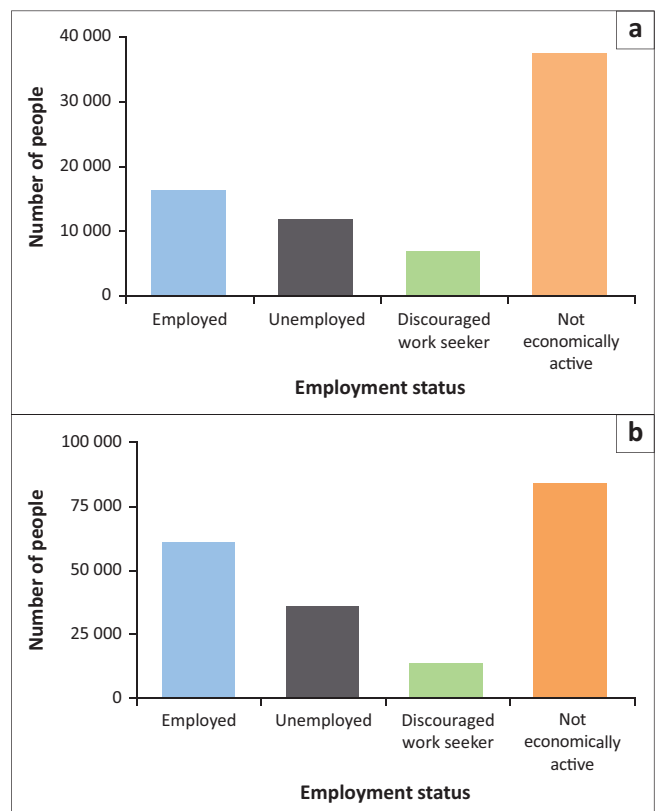 a
40 000
30 000
20 000
10 000
0
Number of people
Employed Unemployed Discouraged work seeker Not economically active
Employment status
b
100 000
75 000
50 000
25 000
0
Number of people
Employed Unemployed Discouraged work seeker Not economically active
Employment status